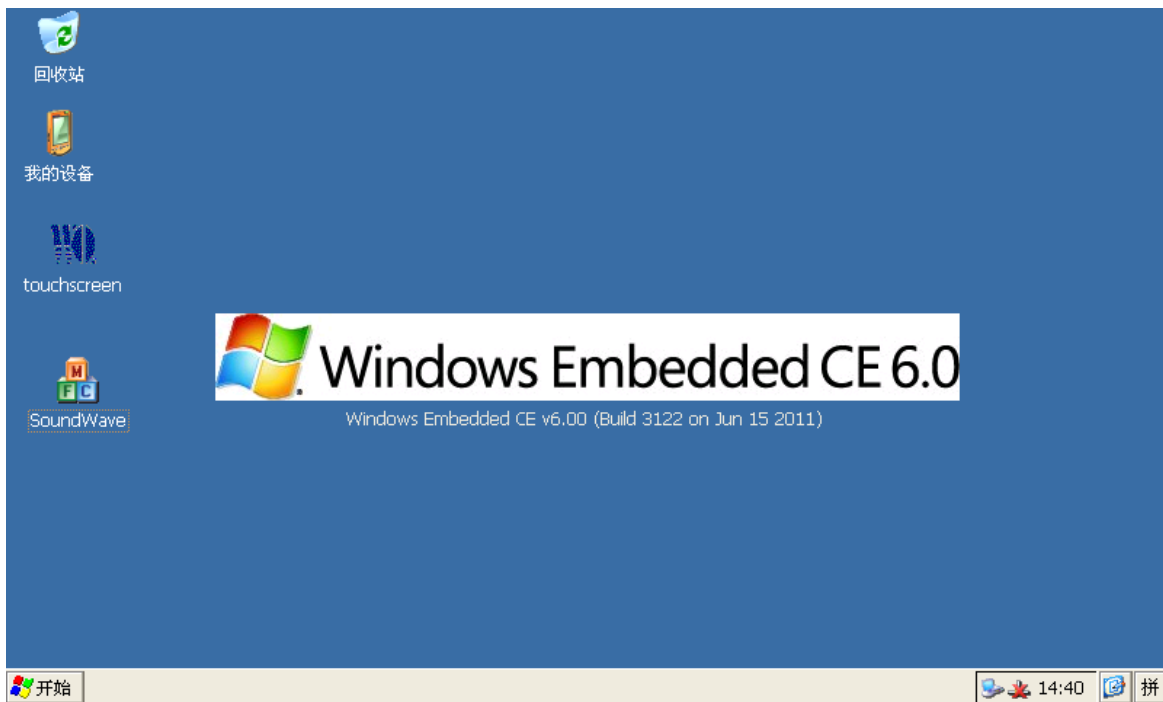 回收站
我的设备
touchscreen
SoundWave
Windows Embedded CE 6.0
Windows Embedded CE v6.00 (Build 3122 on Jun 15 2011)
开始
14:40
拼